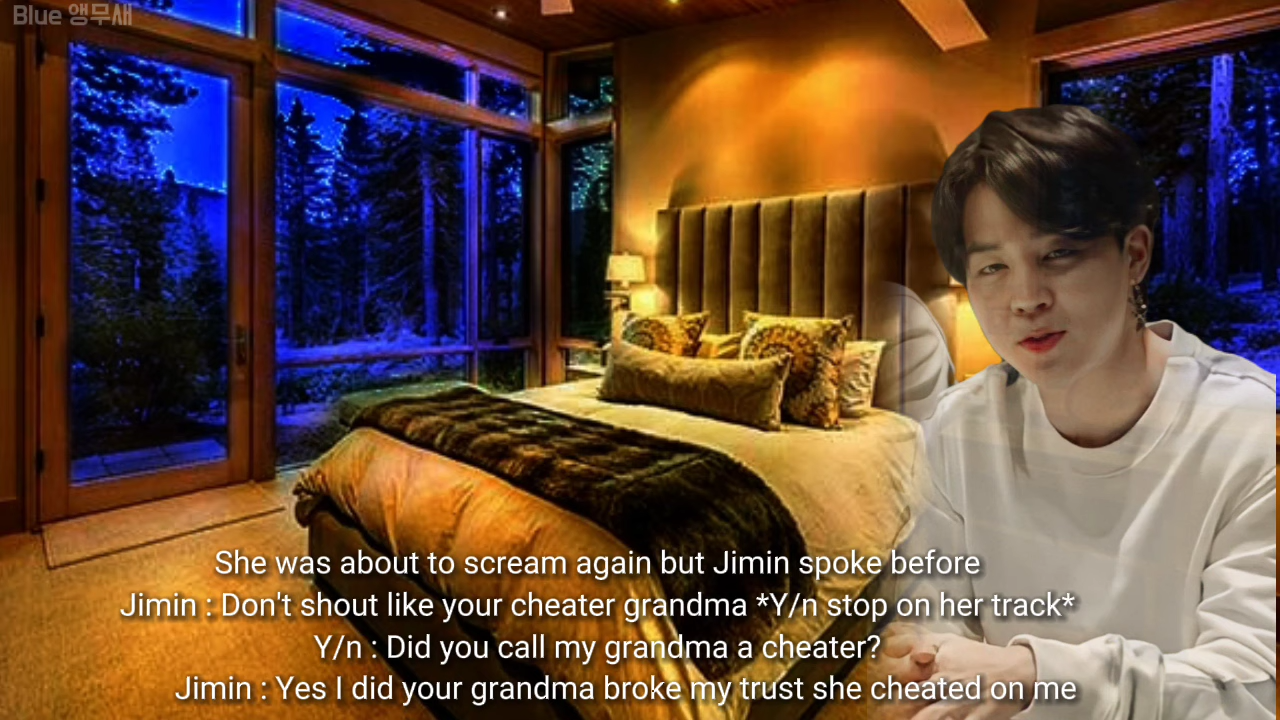 Blue 앵무새
She was about to scream again but Jimin spoke before
Jimin : Don't shout like your cheater grandma *Y/n stop on her track*
Y/n : Did you call my grandma a cheater?
Jimin : Yes I did your grandma broke my trust she cheated on me